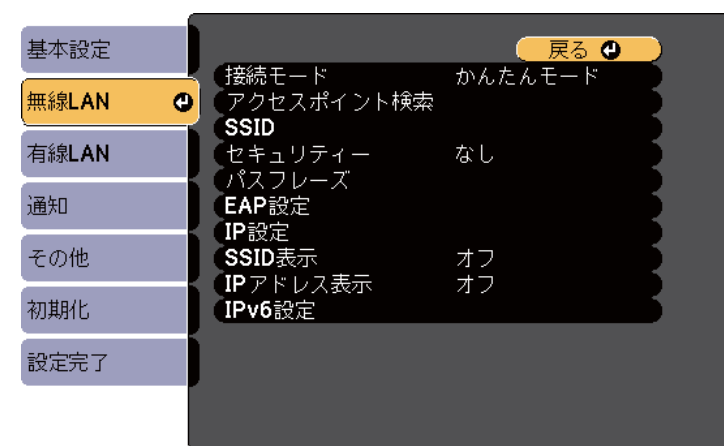 基本設定
無線LAN
有線LAN
通知
その他
初期化
設定完了
戻る
接続モード かんたんモード
アクセスポイント検索
SSID
セキュリティー なし
パスフレーズ
EAP設定
IP設定
SSID表示 オフ
IPアドレス表示 オフ
IPv6設定